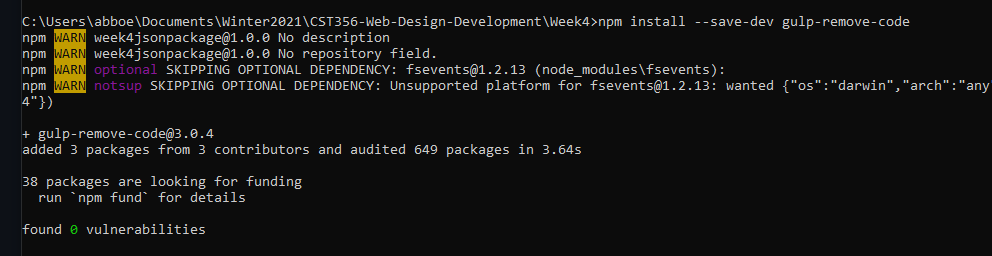 C:\Users\abboe\Documents\Winter2021\CST356-Web-Design-Development\Week4>npm install --save-dev gulp-remove-code
npm WARN week4jsonpackage@1.0.0 No description
npm WARN week4jsonpackage@1.0.0 No repository field.
npm WARN optional SKIPPING OPTIONAL DEPENDENCY: fsevents@1.2.13 (node_modules\fsevents):
npm WARN notsup SKIPPING OPTIONAL DEPENDENCY: Unsupported platform for fsevents@1.2.13: wanted {"os":"darwin","arch":"any
4"})
+ gulp-remove-code@3.0.4
added 3 packages from 3 contributors and audited 649 packages in 3.64s
38 packages are looking for funding
run `npm fund` for details
found 0 vulnerabilities